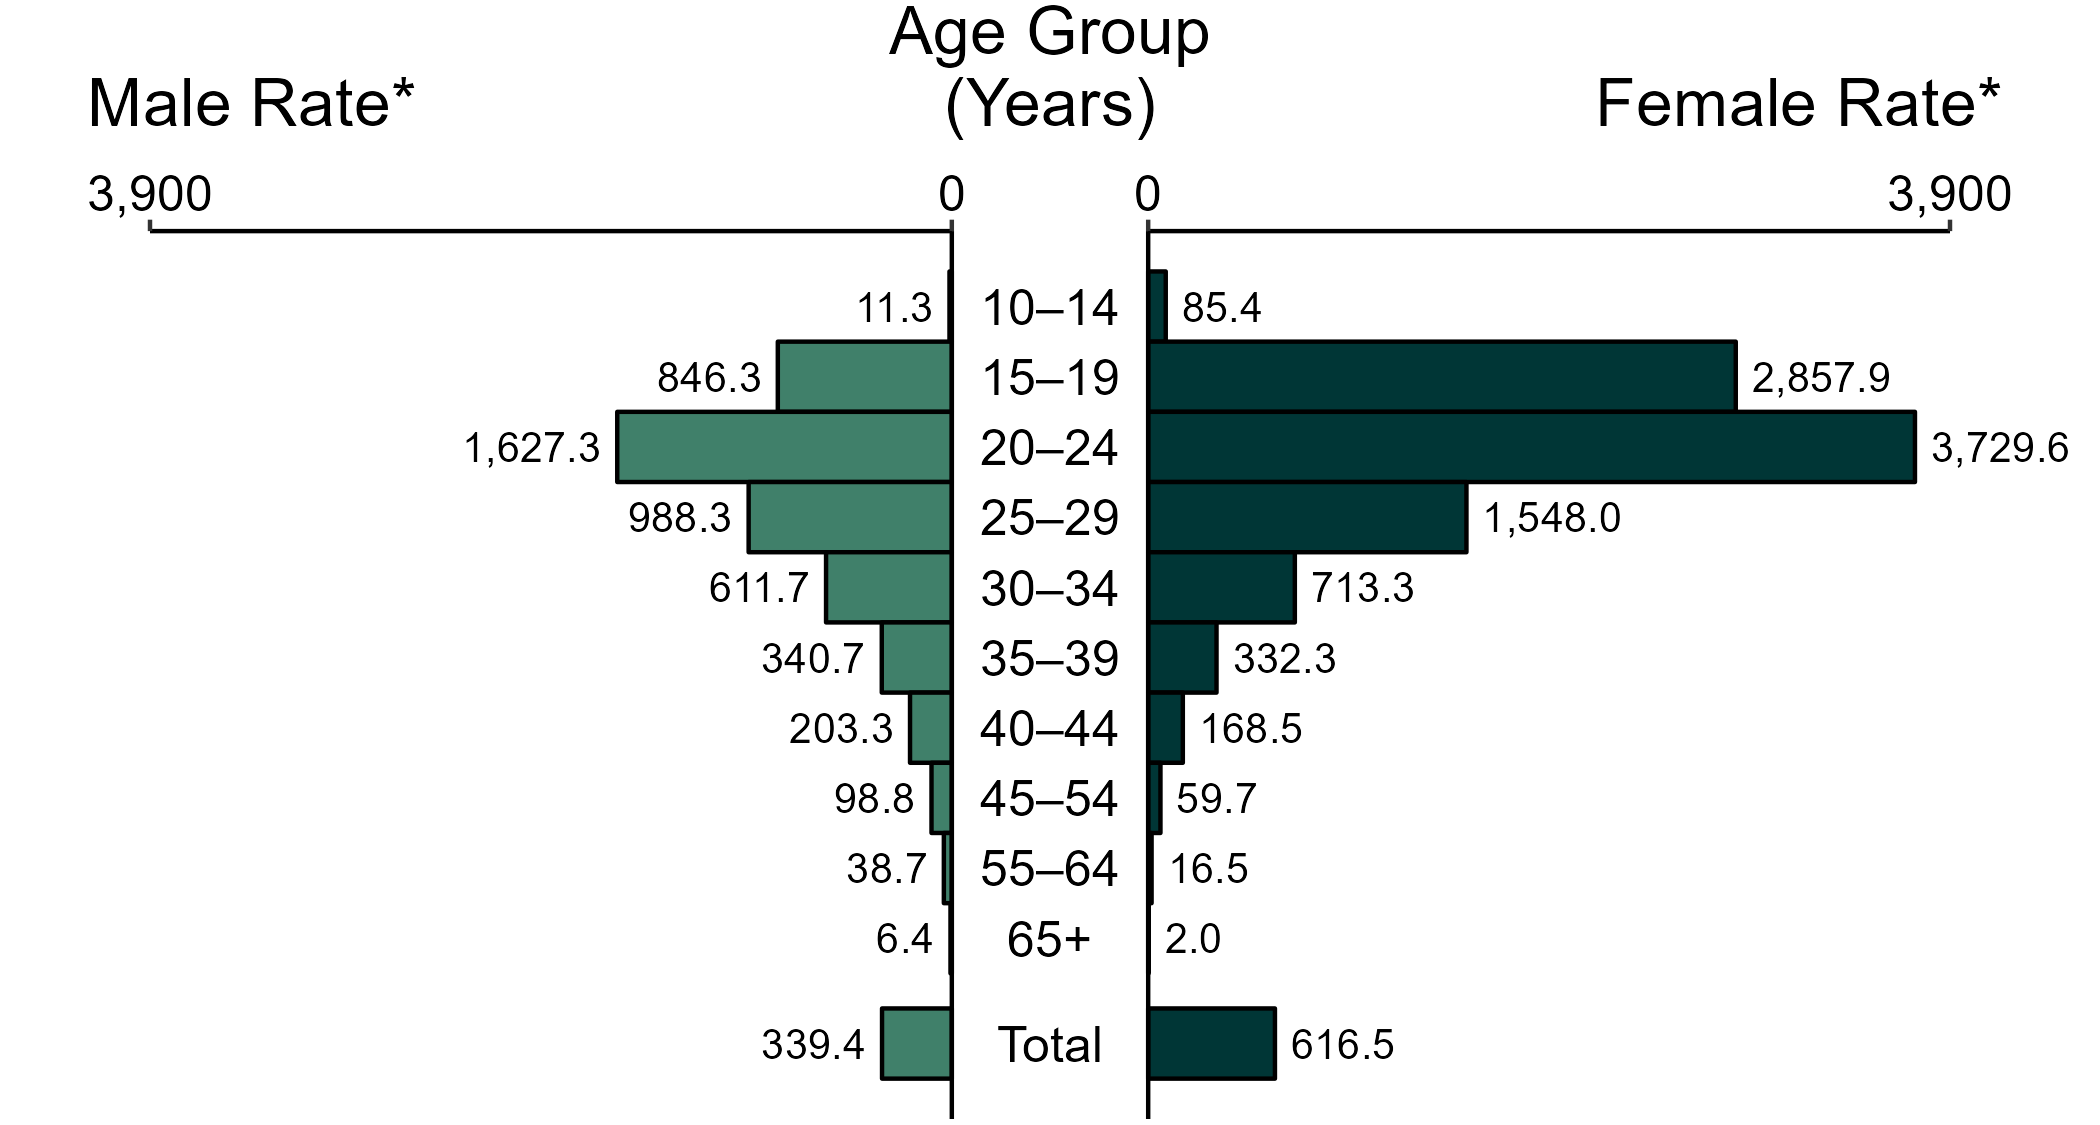 Age Group
(Years)
Male Rate* Female Rate*
3,900 0 0 3,900
11.3 10–14 85.4
846.3 15–19 2,857.9
1,627.3 20–24 3,729.6
988.3 25–29 1,548.0
611.7 30–34 713.3
340.7 35–39 332.3
203.3 40–44 168.5
98.8 45–54 59.7
38.7 55–64 16.5
6.4 65+ 2.0
339.4 Total 616.5